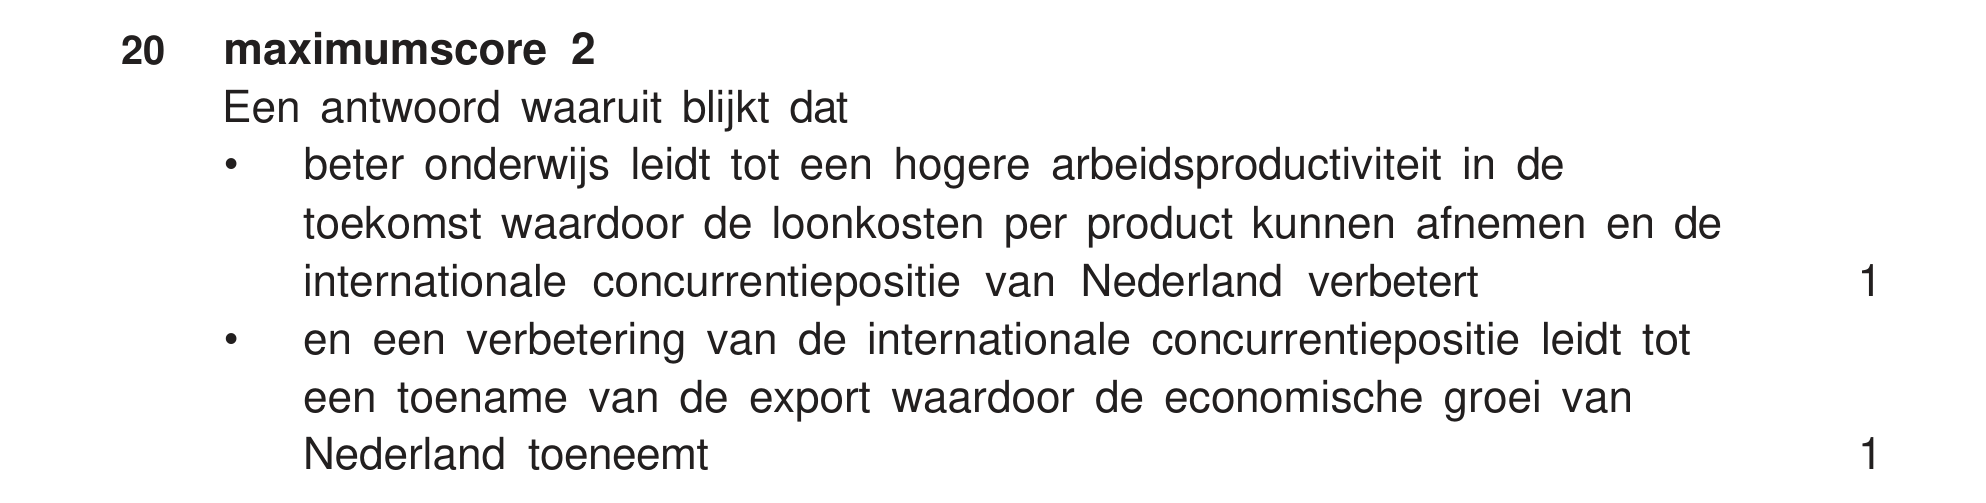 20 maximumscore 2
Een antwoord waaruit blijkt dat
• beter onderwijs leidt tot een hogere arbeidsproductiviteit in de
toekomst waardoor de loonkosten per product kunnen afnemen en de
internationale concurrentiepositie van Nederland verbetert 1
• en een verbetering van de internationale concurrentiepositie leidt tot
een toename van de export waardoor de economische groei van
Nederland toeneemt 1